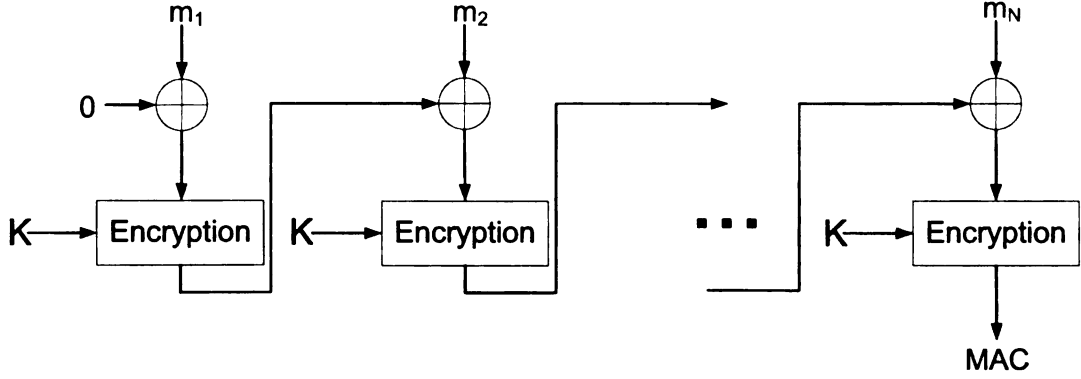 m₁ m₂ m_N
0
K Encryption K Encryption ... K Encryption
MAC